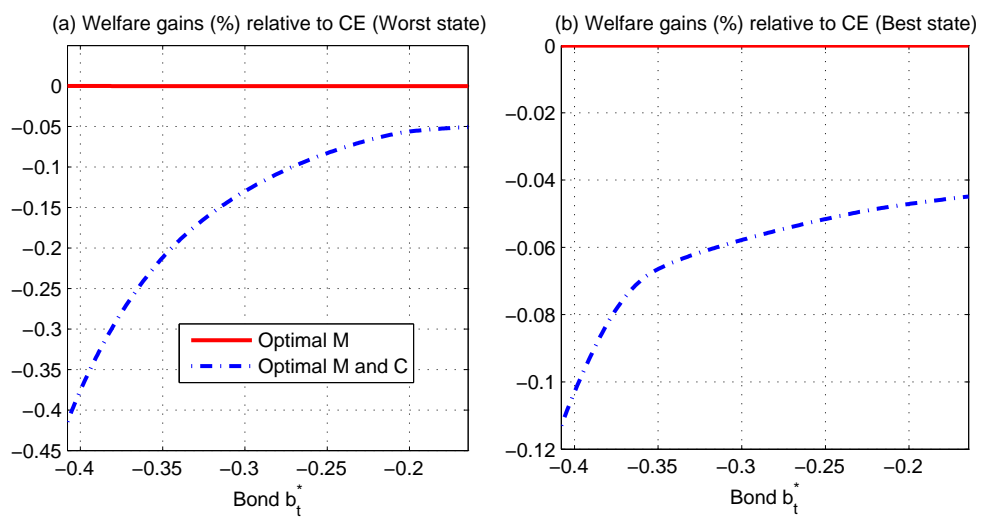 (a) Welfare gains (%) relative to CE (Worst state)
0
−0.05
−0.1
−0.15
−0.2
−0.25
−0.3
−0.35
−0.4
−0.45
Optimal M
Optimal M and C
−0.4 −0.35 −0.3 −0.25 −0.2
Bond b*t
(b) Welfare gains (%) relative to CE (Best state)
0
−0.02
−0.04
−0.06
−0.08
−0.1
−0.12
−0.4 −0.35 −0.3 −0.25 −0.2
Bond b*t